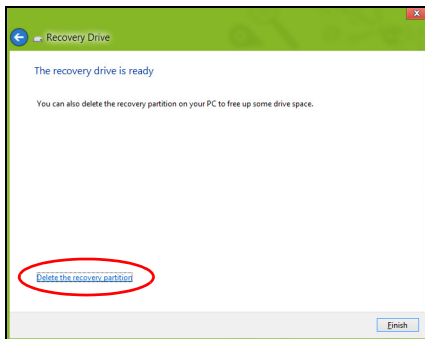 Recovery Drive
The recovery drive is ready
You can also delete the recovery partition on your PC to free up some drive space.
Delete the recovery partition
Finish